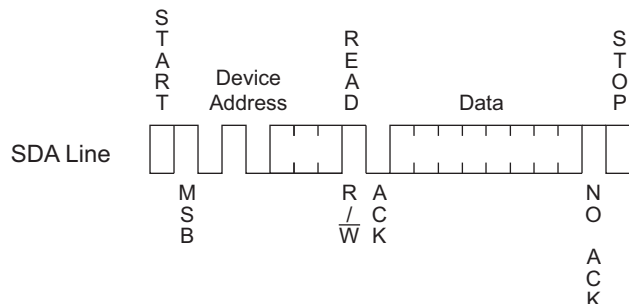 START
Device
Address
READ
Data
STOP
SDA Line
MSB
R/W
ACK
NO ACK